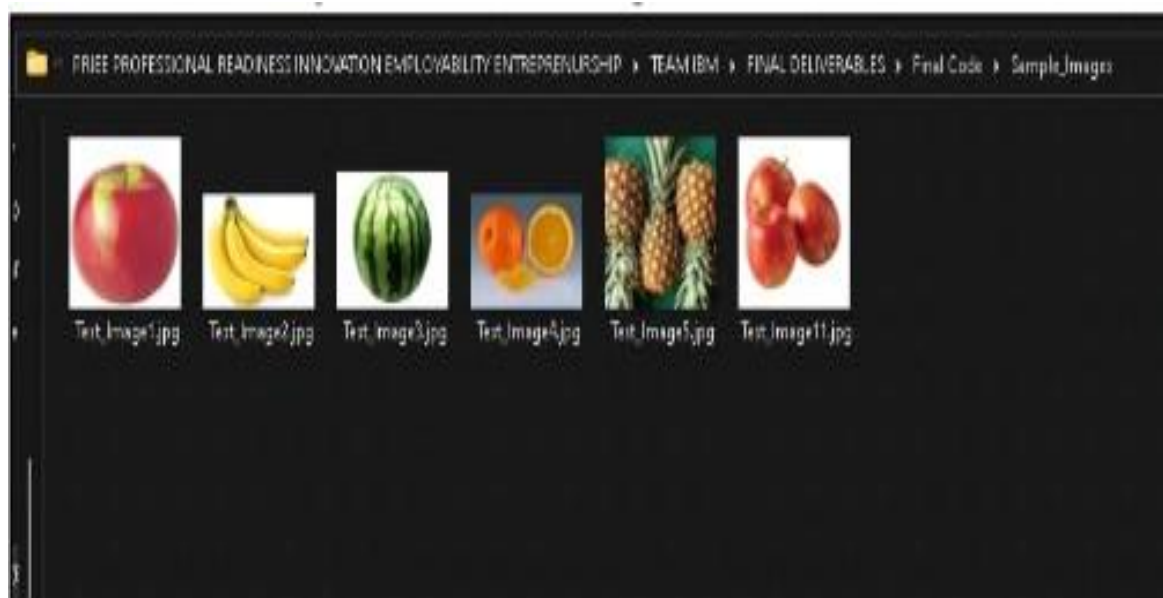 PRIEE PROFESSIONAL READINESS INNOVATION EMPLOYABILITY ENTREPRENURSHIP > TEAM IBM > FINAL DELIVERABLES > Final Code > Sample_Images
Test_Image1.jpg Test_Image2.jpg Test_Image3.jpg Test_Image4.jpg Test_Image5.jpg Test_Image11.jpg